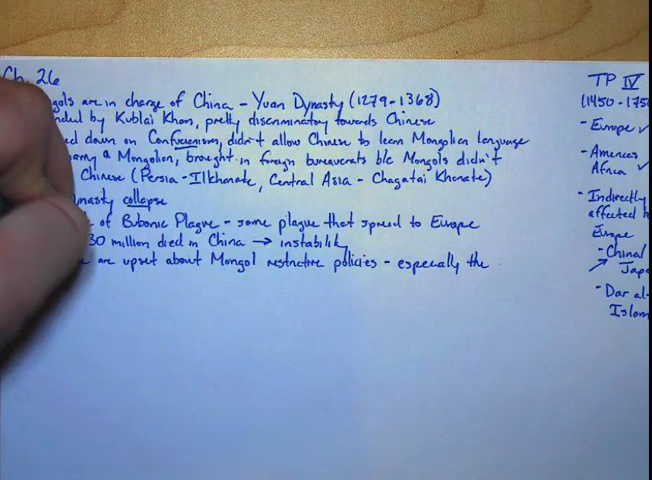 Ch. 26
gols are in charge of China - Yuan Dynasty (1279-1368)
nded by Kublai Khan, pretty discriminatory towards Chinese
ed down on Confucianism, didn't allow Chinese to learn Mongolian language
marry a Mongolian, brought in foreign bureaucrats b/c Mongols didn't
Chinese (Persia - Ilkhanate, Central Asia - Chagatai Khanate)
nasty collapse
of Bubonic Plague - some plague that spread to Europe
30 million died in China → instability
are upset about Mongol restrictive policies - especially the
TP IV
(1450-175
- Europe ✓
- Americas
Africa ✓
- Indirectly
affected
Europe
- China
Japa
- Dar al-
Islam